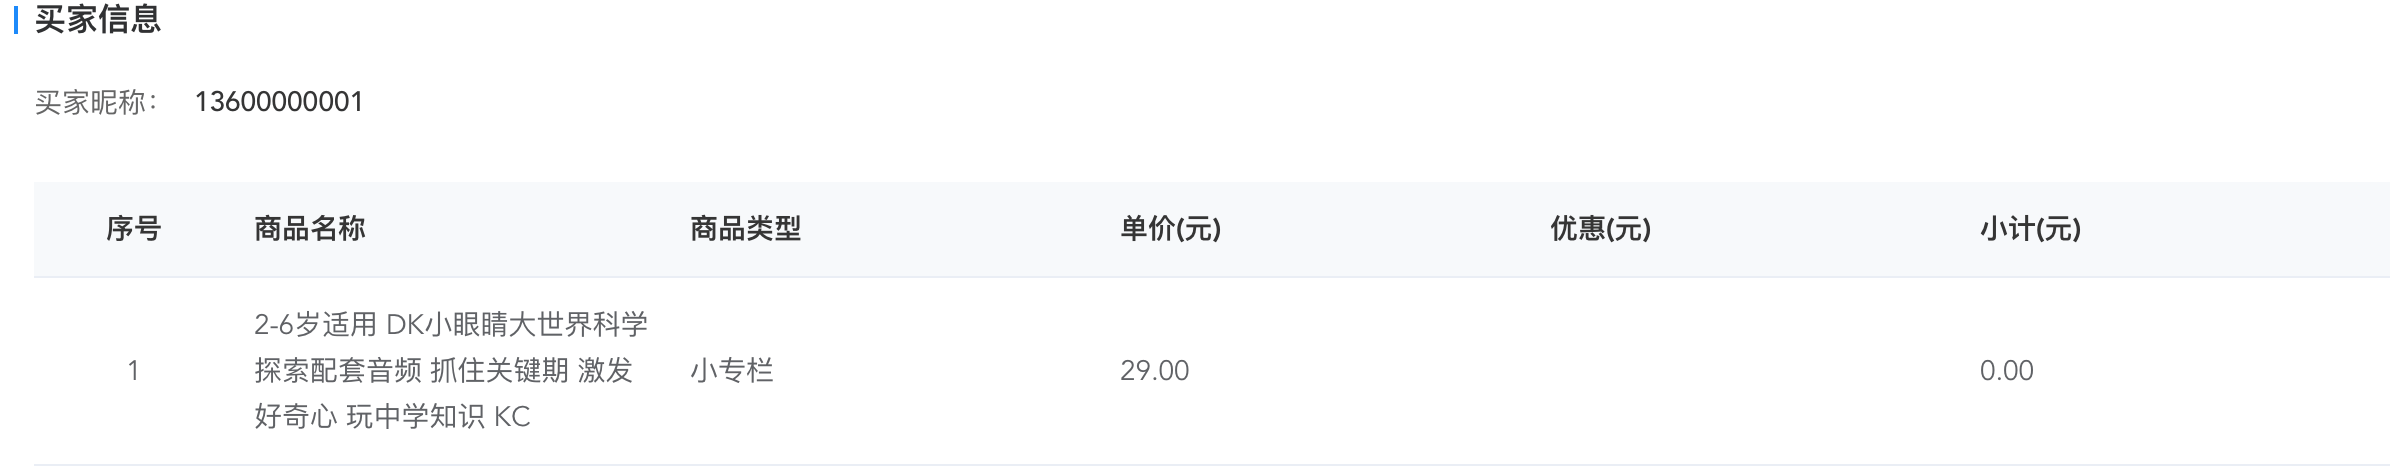 买家信息
买家昵称： 13600000001
序号 商品名称 商品类型 单价(元) 优惠(元) 小计(元)
2-6岁适用 DK小眼睛大世界科学
1 探索配套音频 抓住关键期 激发 小专栏 29.00 0.00
好奇心 玩中学知识 KC